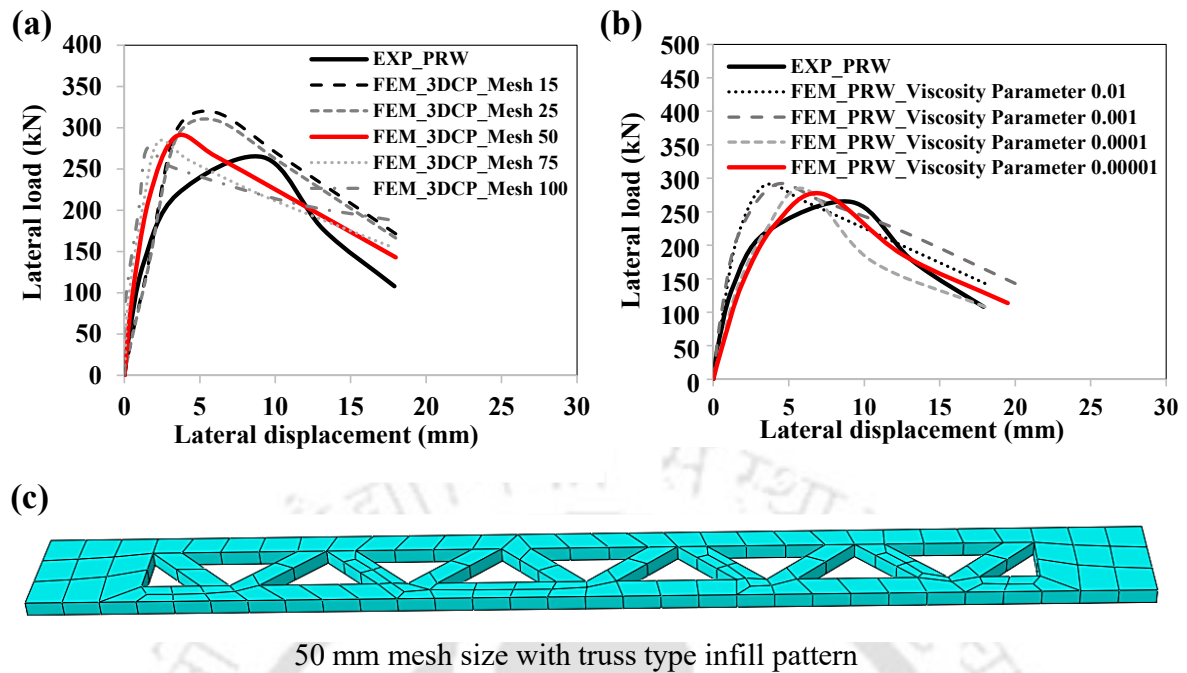 (a)
400
350
300
250
200
150
100
50
0
Lateral load (kN)
EXP_PRW
FEM_3DCP_Mesh 15
FEM_3DCP_Mesh 25
FEM_3DCP_Mesh 50
FEM_3DCP_Mesh 75
FEM_3DCP_Mesh 100
0 5 10 15 20 25 30
Lateral displacement (mm)
(b)
500
450
400
350
300
250
200
150
100
50
0
Lateral load (kN)
EXP_PRW
FEM_PRW_Viscosity Parameter 0.01
FEM_PRW_Viscosity Parameter 0.001
FEM_PRW_Viscosity Parameter 0.0001
FEM_PRW_Viscosity Parameter 0.00001
0 5 10 15 20 25 30
Lateral displacement (mm)
(c)
50 mm mesh size with truss type infill pattern